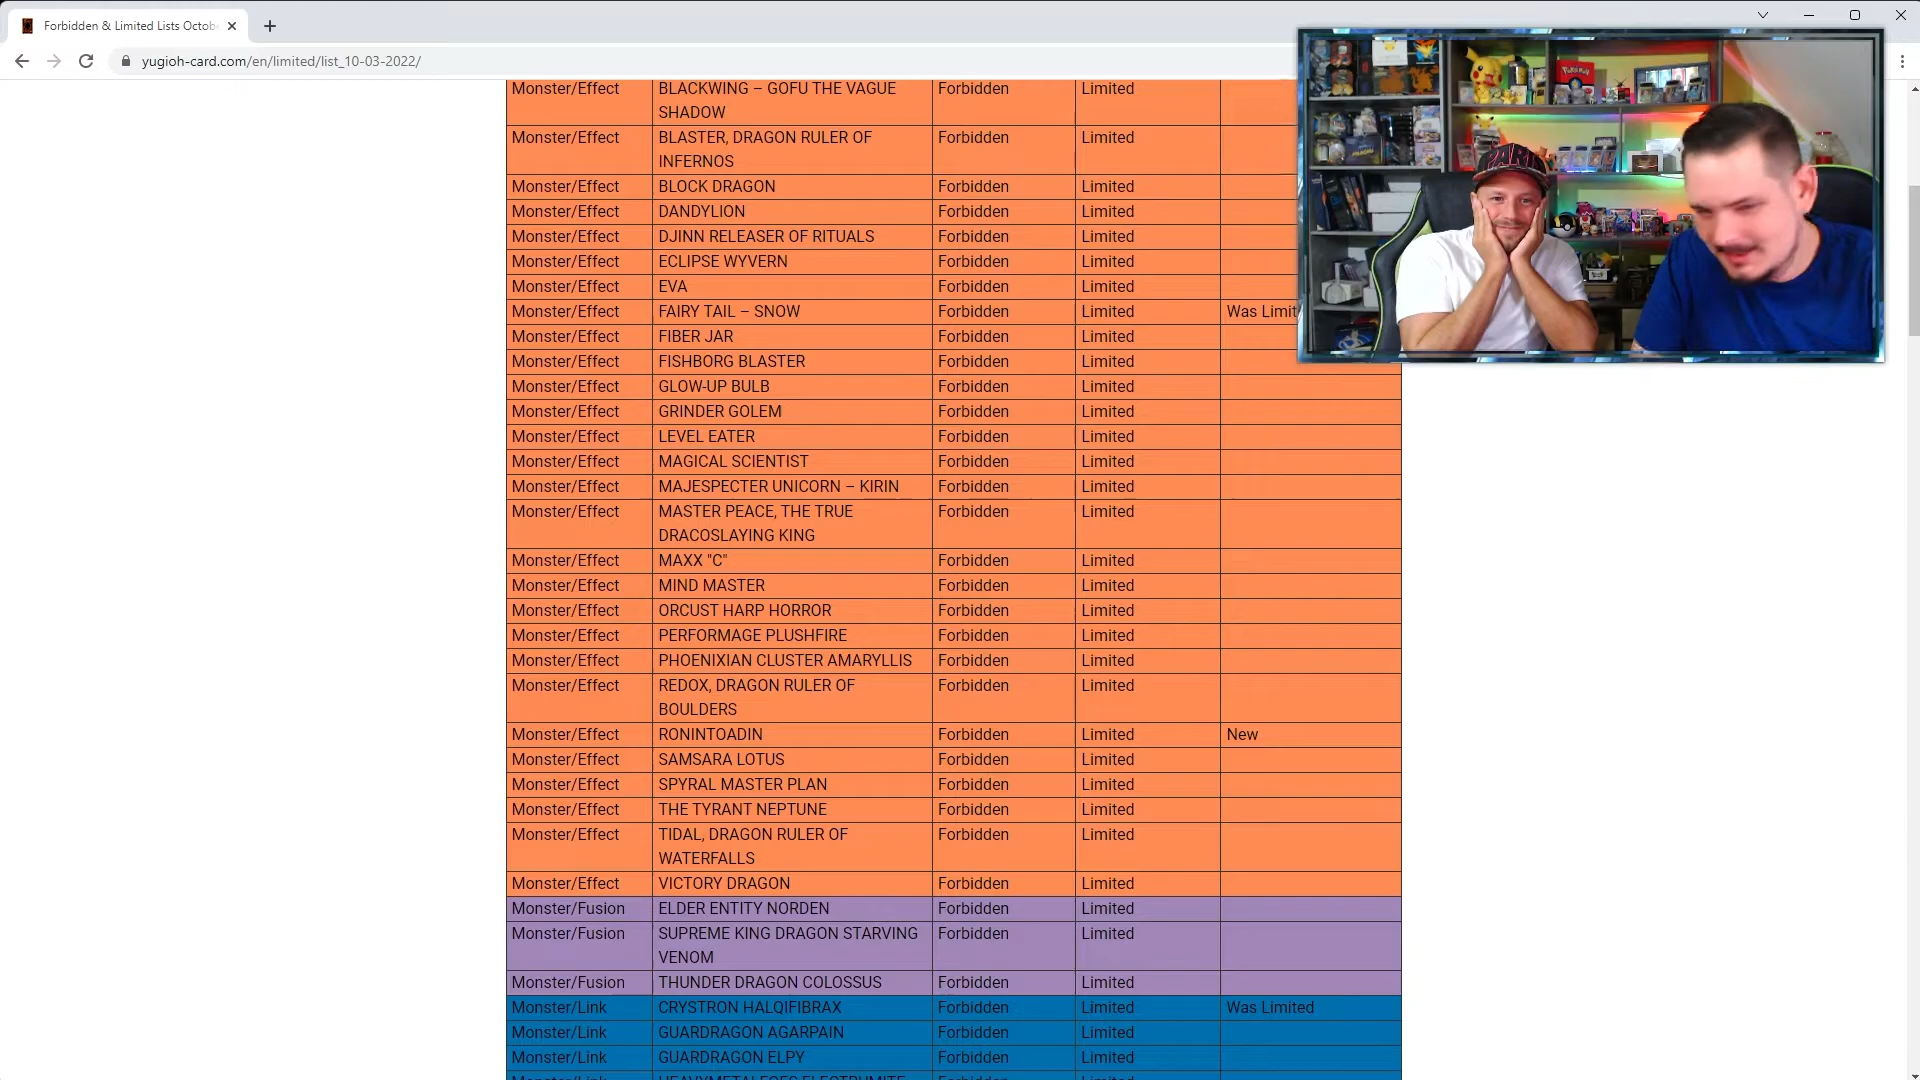 Forbidden & Limited Lists Octob
yugioh-card.com/en/limited/list_10-03-2022/
Monster/Effect BLACKWING – GOFU THE VAGUE SHADOW Forbidden Limited
Monster/Effect BLASTER, DRAGON RULER OF INFERNOS Forbidden Limited
Monster/Effect BLOCK DRAGON Forbidden Limited
Monster/Effect DANDYLION Forbidden Limited
Monster/Effect DJINN RELEASER OF RITUALS Forbidden Limited
Monster/Effect ECLIPSE WYVERN Forbidden Limited
Monster/Effect EVA Forbidden Limited
Monster/Effect FAIRY TAIL – SNOW Forbidden Limited Was Limit
Monster/Effect FIBER JAR Forbidden Limited
Monster/Effect FISHBORG BLASTER Forbidden Limited
Monster/Effect GLOW-UP BULB Forbidden Limited
Monster/Effect GRINDER GOLEM Forbidden Limited
Monster/Effect LEVEL EATER Forbidden Limited
Monster/Effect MAGICAL SCIENTIST Forbidden Limited
Monster/Effect MAJESPECTER UNICORN – KIRIN Forbidden Limited
Monster/Effect MASTER PEACE, THE TRUE DRACOSLAYING KING Forbidden Limited
Monster/Effect MAXX "C" Forbidden Limited
Monster/Effect MIND MASTER Forbidden Limited
Monster/Effect ORCUST HARP HORROR Forbidden Limited
Monster/Effect PERFORMAGE PLUSHFIRE Forbidden Limited
Monster/Effect PHOENIXIAN CLUSTER AMARYLLIS Forbidden Limited
Monster/Effect REDOX, DRAGON RULER OF BOULDERS Forbidden Limited
Monster/Effect RONINTOADIN Forbidden Limited New
Monster/Effect SAMSARA LOTUS Forbidden Limited
Monster/Effect SPYRAL MASTER PLAN Forbidden Limited
Monster/Effect THE TYRANT NEPTUNE Forbidden Limited
Monster/Effect TIDAL, DRAGON RULER OF WATERFALLS Forbidden Limited
Monster/Effect VICTORY DRAGON Forbidden Limited
Monster/Fusion ELDER ENTITY NORDEN Forbidden Limited
Monster/Fusion SUPREME KING DRAGON STARVING VENOM Forbidden Limited
Monster/Fusion THUNDER DRAGON COLOSSUS Forbidden Limited
Monster/Link CRYSTRON HALQIFIBRAX Forbidden Limited Was Limited
Monster/Link GUARDRAGON AGARPAIN Forbidden Limited
Monster/Link GUARDRAGON ELPY Forbidden Limited